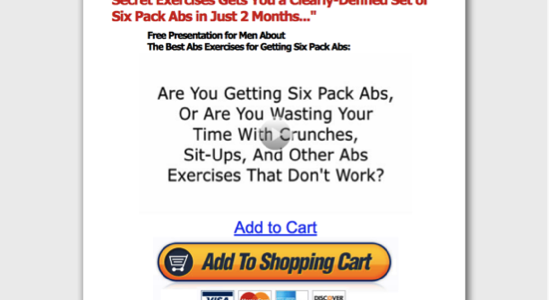 Secret Exercises Gets You a Clearly-Defined Set of
Six Pack Abs in Just 2 Months..."
Free Presentation for Men About
The Best Abs Exercises for Getting Six Pack Abs:
Are You Getting Six Pack Abs,
Or Are You Wasting Your
Time With Crunches,
Sit-Ups, And Other Abs
Exercises That Don't Work?
Add to Cart
Add To Shopping Cart
VISA DISCOVER